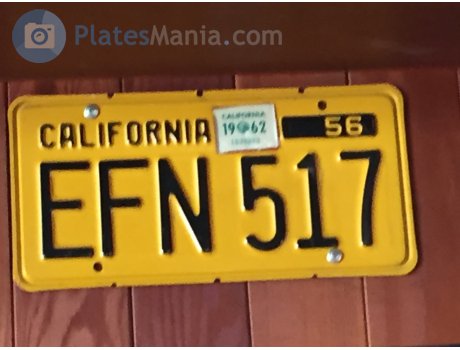 PlatesMania.com
CALIFORNIA
CALIFORNIA
19 62
56
EFN 517